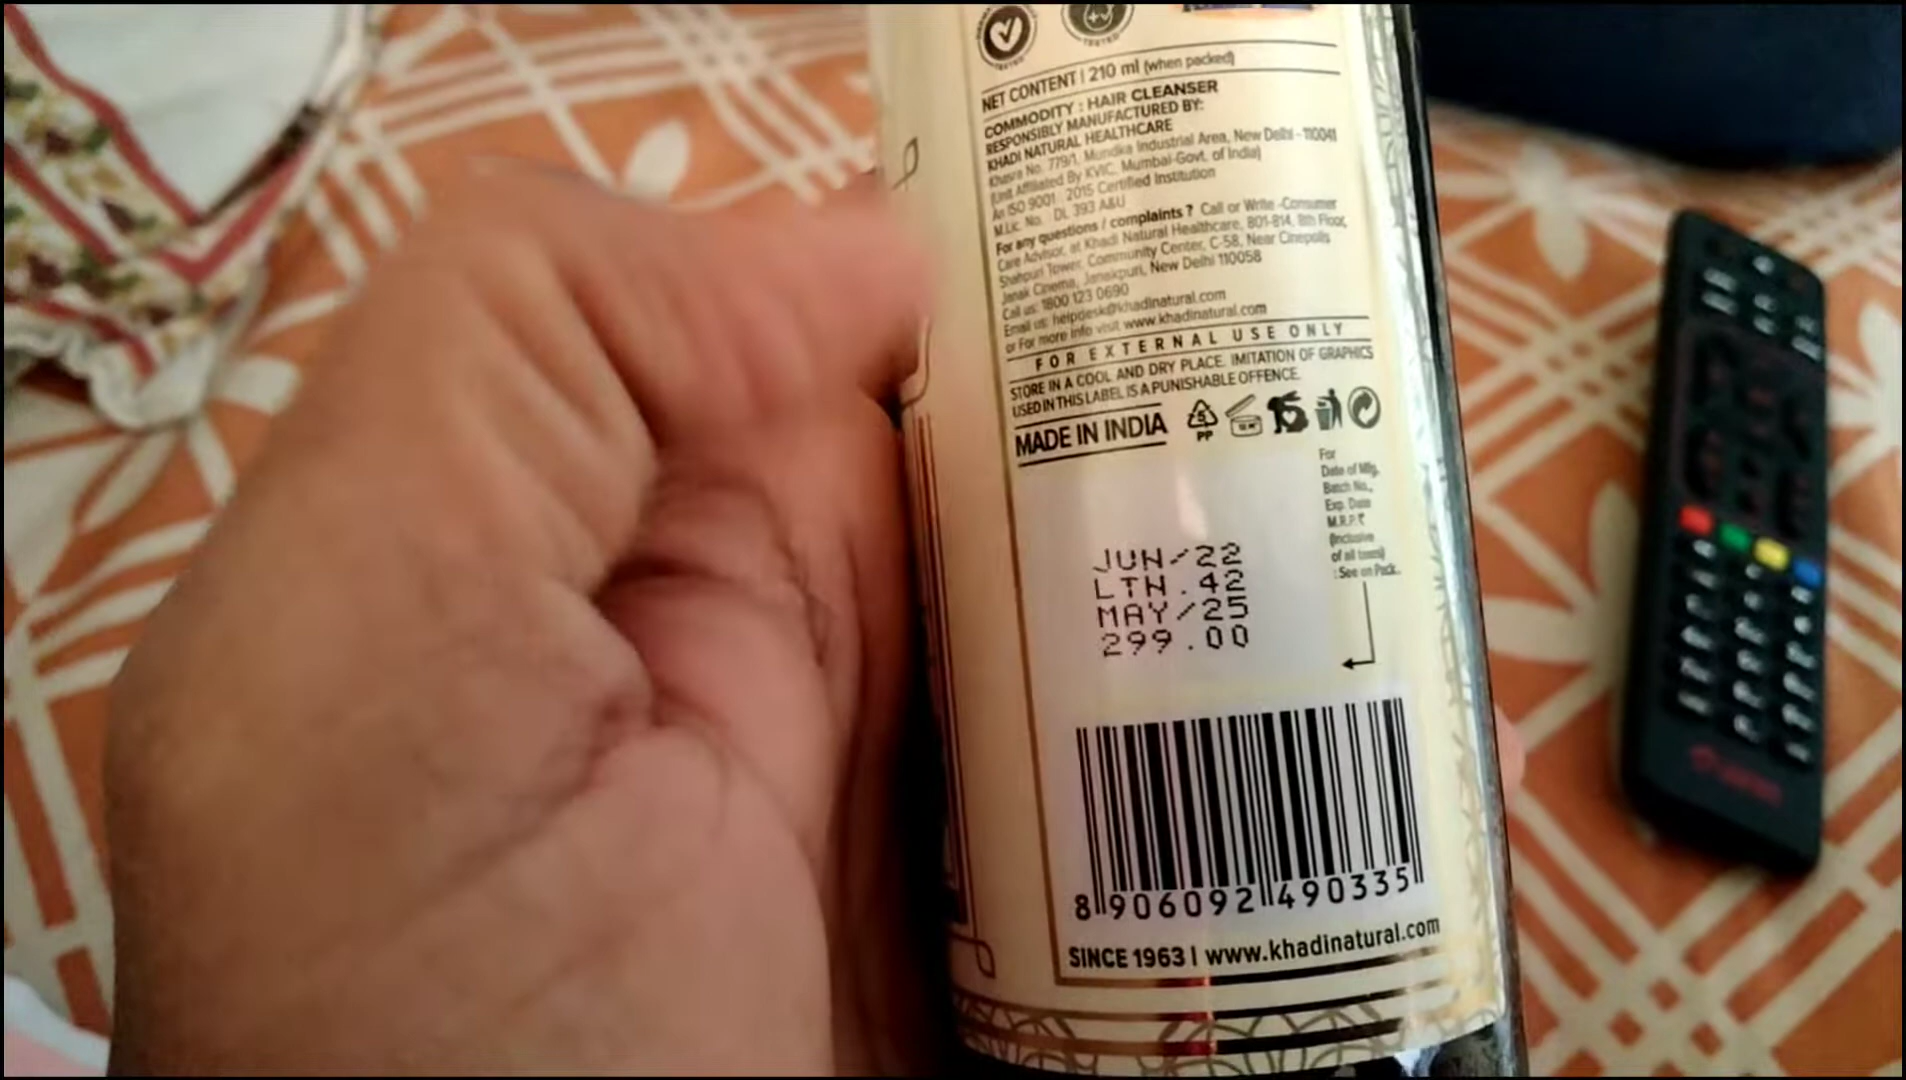 TESTED
TESTED
NET CONTENT | 210 ml (when packed)
COMMODITY : HAIR CLEANSER
RESPONSIBLY MANUFACTURED BY:
KHADI NATURAL HEALTHCARE
Khasra No. 779/1, Mundka Industrial Area, New Delhi - 110041
(Unit Affiliated By KVIC, Mumbai-Govt. of India)
An ISO 9001 : 2015 Certified Institution
M.Lic. No. DL 393 A&U
For any questions / complaints ? Call or Write -Consumer
Care Advisor, at Khadi Natural Healthcare, 801-814, 8th Floor,
Shahpuri Tower, Community Center, C-58, Near Cinepolis
Janak Cinema, Janakpuri, New Delhi 110058
Call us: 1800 123 0690
Email us: helpdesk@khadinatural.com
or For more info visit www.khadinatural.com
FOR EXTERNAL USE ONLY
STORE IN A COOL AND DRY PLACE. IMITATION OF GRAPHICS
USED IN THIS LABEL IS A PUNISHABLE OFFENCE.
MADE IN INDIA
5
PP
For
Date of Mfg.
Batch No.,
Exp. Date
M.R.P.₹
(Inclusive
of all taxes)
: See on Pack.
JUN/22
LTN.42
MAY/25
299.00
8 906092 490335
SINCE 1963 | www.khadinatural.com